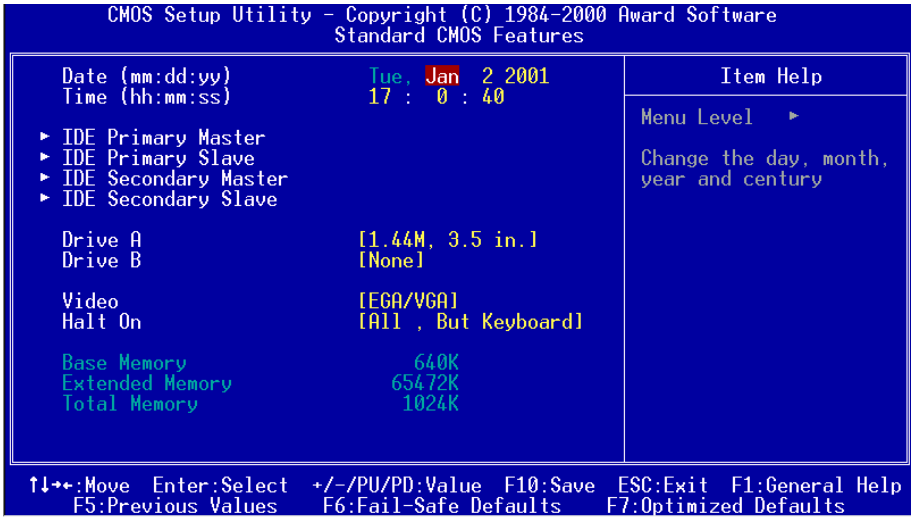 CMOS Setup Utility – Copyright (C) 1984–2000 Award Software
Standard CMOS Features
Date (mm:dd:yy) Tue, Jan 2 2001
Time (hh:mm:ss) 17 : 0 : 40
► IDE Primary Master
► IDE Primary Slave
► IDE Secondary Master
► IDE Secondary Slave
Drive A [1.44M, 3.5 in.]
Drive B [None]
Video [EGA/VGA]
Halt On [All , But Keyboard]
Base Memory 640K
Extended Memory 65472K
Total Memory 1024K
Item Help
Menu Level ►
Change the day, month,
year and century
↑↓→←:Move Enter:Select +/-/PU/PD:Value F10:Save ESC:Exit F1:General Help
F5:Previous Values F6:Fail-Safe Defaults F7:Optimized Defaults